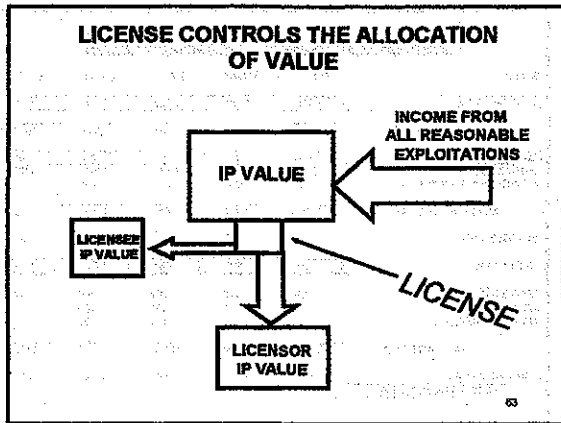 LICENSE CONTROLS THE ALLOCATION
OF VALUE
INCOME FROM
ALL REASONABLE
EXPLOITATIONS
IP VALUE
LICENSEE
IP VALUE
LICENSE
LICENSOR
IP VALUE
63